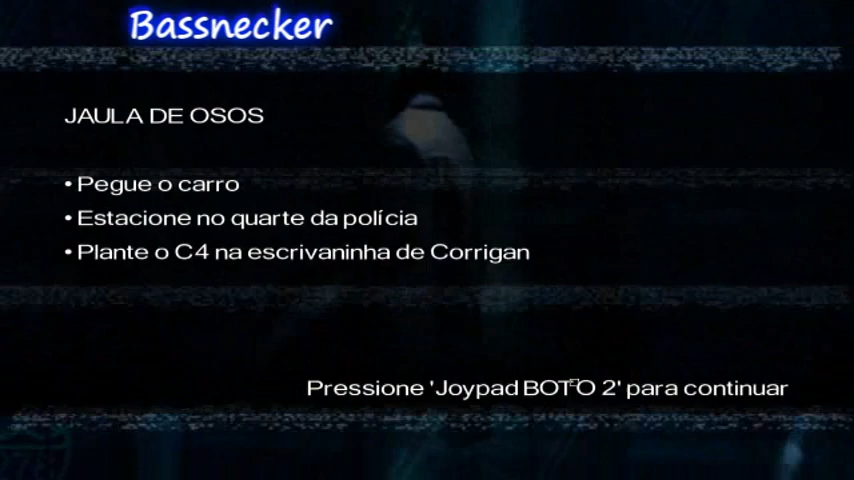 Bassnecker
JAULA DE OSOS
• Pegue o carro
• Estacione no quarte da polícia
• Plante o C4 na escrivaninha de Corrigan
Pressione 'Joypad BOT□O 2' para continuar